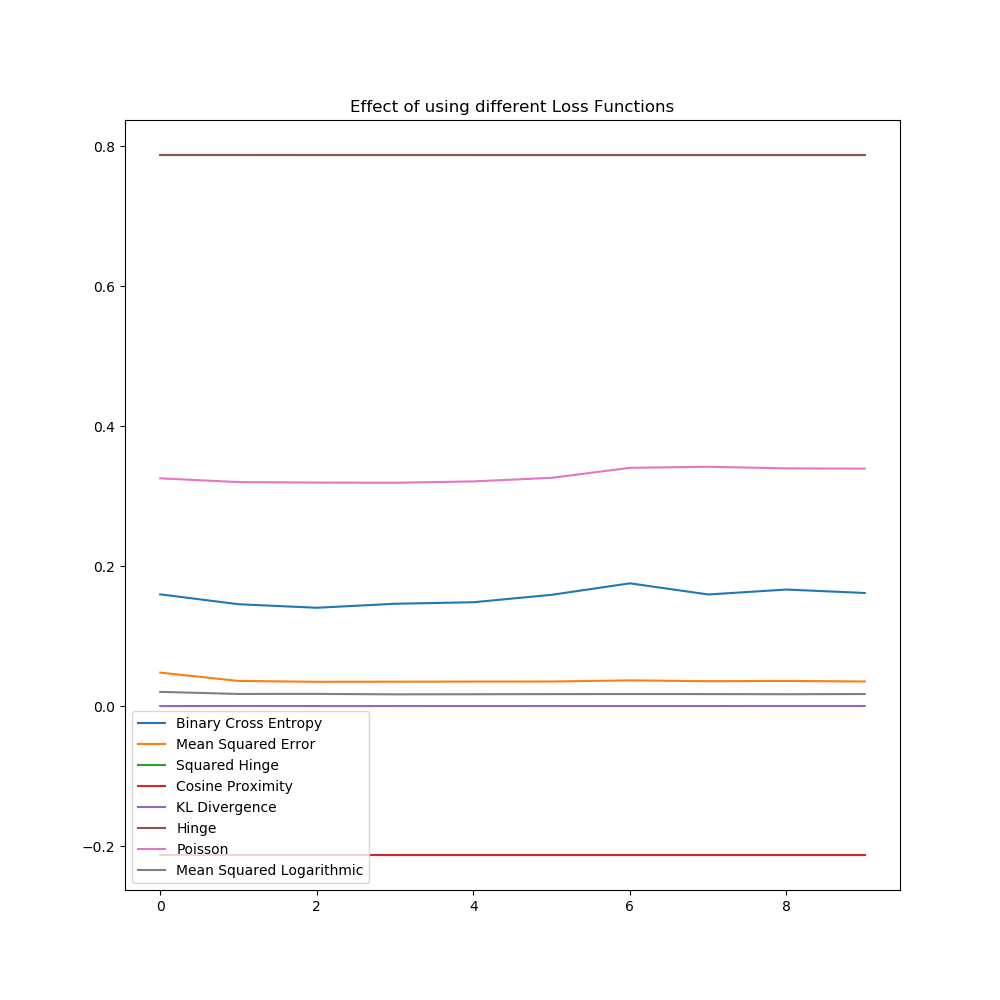 Effect of using different Loss Functions
0.8
0.6
0.4
0.2
0.0
−0.2
Binary Cross Entropy
Mean Squared Error
Squared Hinge
Cosine Proximity
KL Divergence
Hinge
Poisson
Mean Squared Logarithmic
0 2 4 6 8